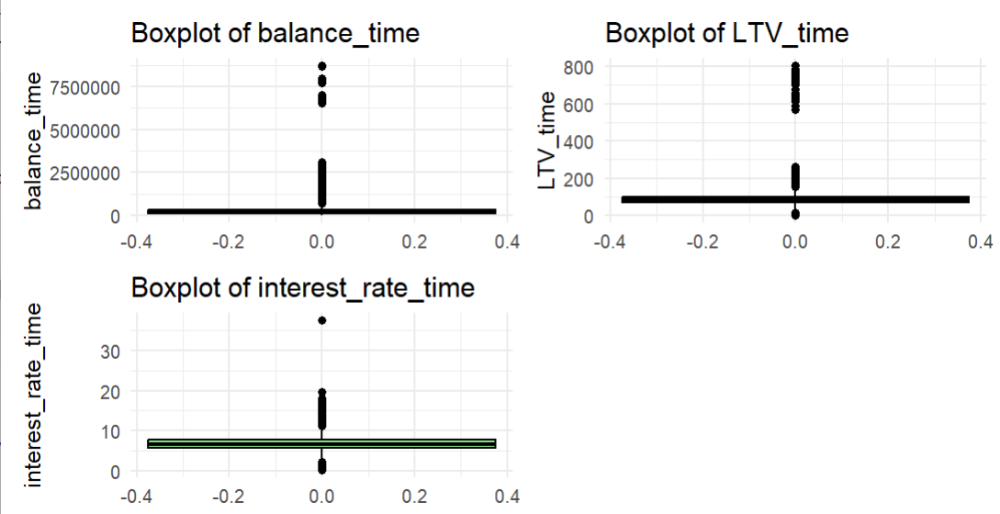 Boxplot of balance_time
balance_time
7500000
5000000
2500000
0
-0.4 -0.2 0.0 0.2 0.4
Boxplot of LTV_time
LTV_time
800
600
400
200
0
-0.4 -0.2 0.0 0.2 0.4
Boxplot of interest_rate_time
interest_rate_time
30
20
10
0
-0.4 -0.2 0.0 0.2 0.4